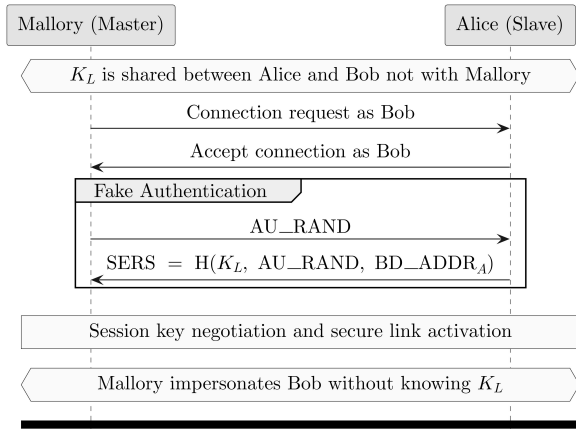 Mallory (Master)
Alice (Slave)
K_L is shared between Alice and Bob not with Mallory
Connection request as Bob
Accept connection as Bob
Fake Authentication
AU_RAND
SERS = H(K_L, AU_RAND, BD_ADDR_A)
Session key negotiation and secure link activation
Mallory impersonates Bob without knowing K_L